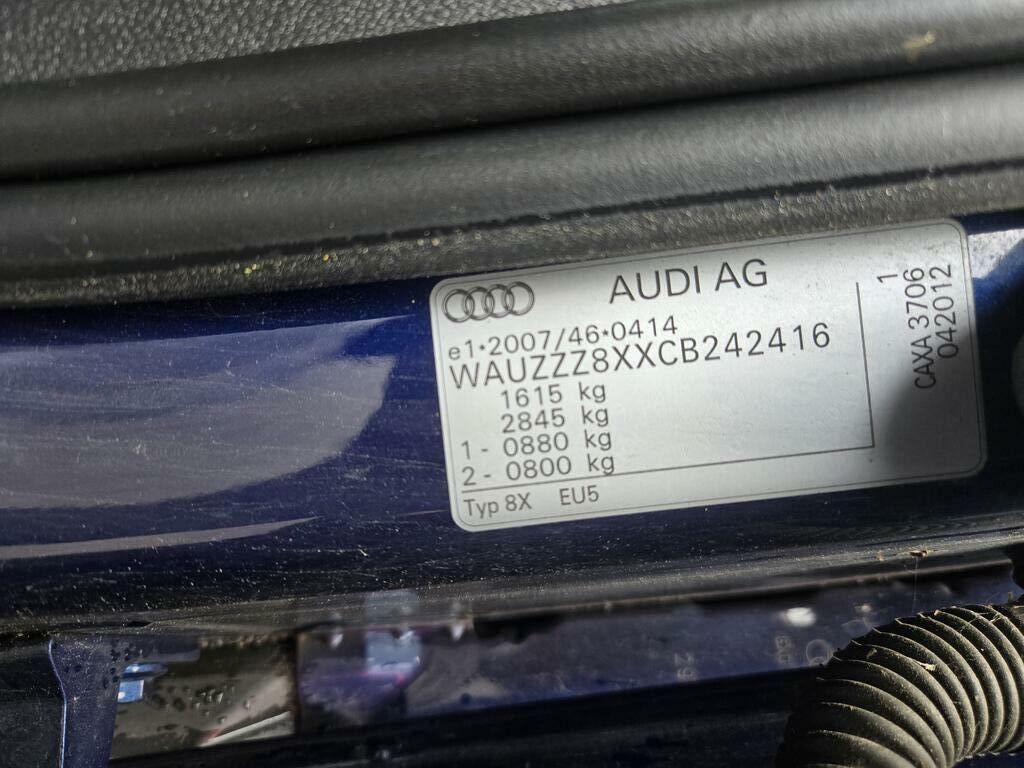 AUDI AG
e1*2007/46*0414
WAUZZZ8XXCB242416
1615 kg
2845 kg
1 - 0880 kg
2 - 0800 kg
Typ 8X EU5
1
CAXA 3706
042012